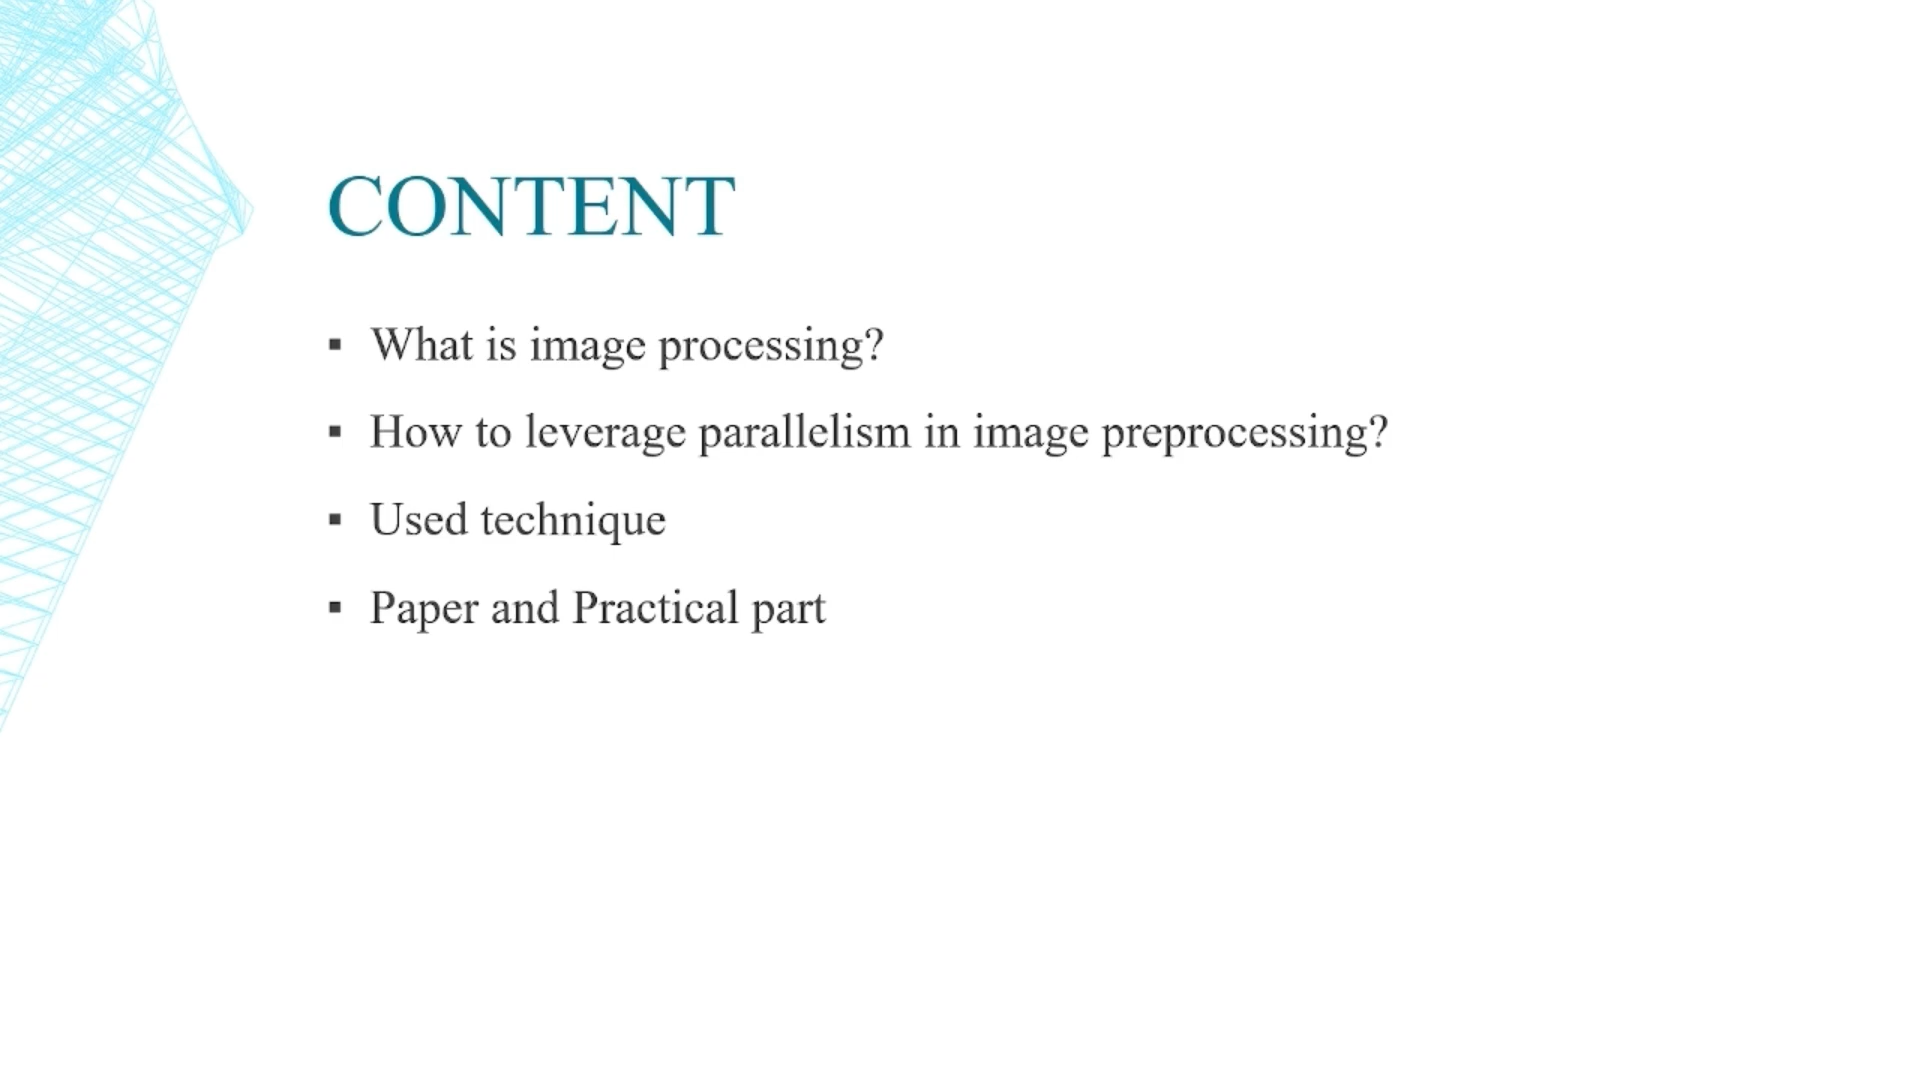 CONTENT
▪ What is image processing?
▪ How to leverage parallelism in image preprocessing?
▪ Used technique
▪ Paper and Practical part